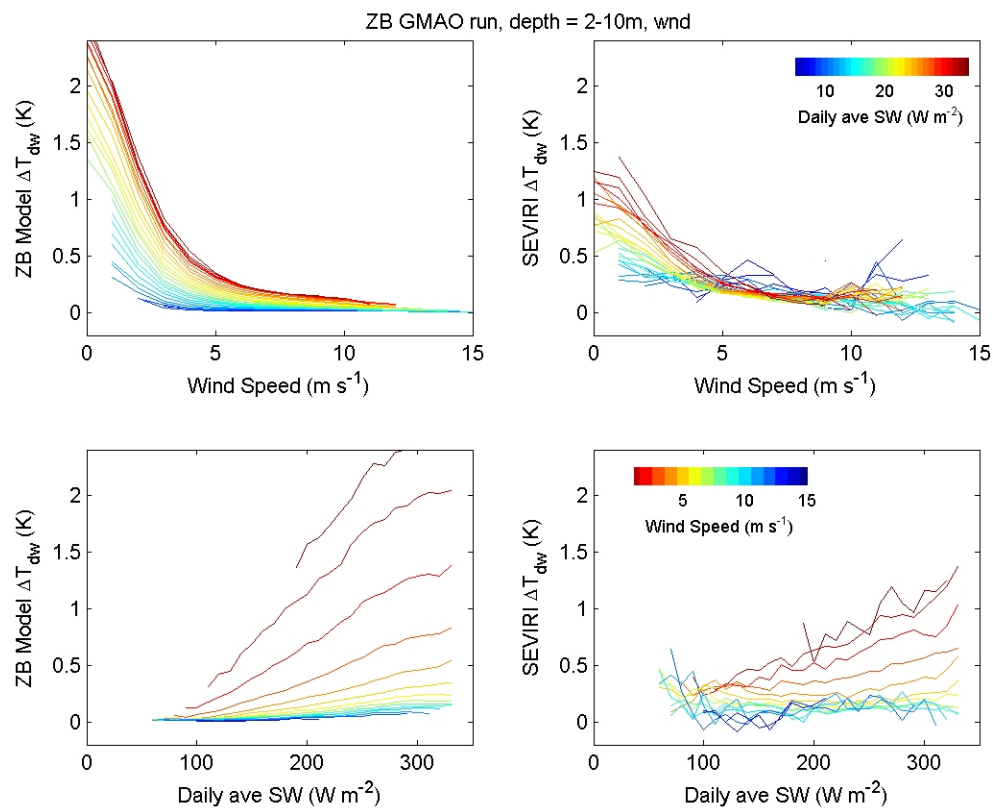 ZB GMAO run, depth = 2-10m, wnd
ZB Model ΔT_dw (K)
2
1.5
1
0.5
0
0 5 10 15
Wind Speed (m s⁻¹)
SEVIRI ΔT_dw (K)
2
1.5
1
0.5
0
10 20 30
Daily ave SW (W m⁻²)
0 5 10 15
Wind Speed (m s⁻¹)
ZB Model ΔT_dw (K)
2
1.5
1
0.5
0
0 100 200 300
Daily ave SW (W m⁻²)
SEVIRI ΔT_dw (K)
2
1.5
1
0.5
0
5 10 15
Wind Speed (m s⁻¹)
0 100 200 300
Daily ave SW (W m⁻²)